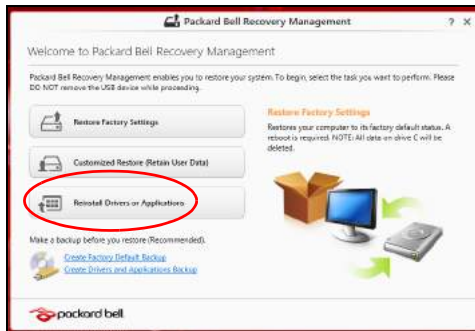 Packard Bell Recovery Management
? X
Welcome to Packard Bell Recovery Management
Packard Bell Recovery Management enables you to restore your system. To begin, select the task you want to perform. Please
DO NOT remove the USB device while proceeding.
Restore Factory Settings
Customized Restore (Retain User Data)
Reinstall Drivers or Applications
Restore Factory Settings
Restores your computer to its factory default status. A
reboot is required. NOTE: All data on drive C will be
deleted.
Make a backup before you restore (Recommended).
Create Factory Default Backup
Create Drivers and Applications Backup
packard bell